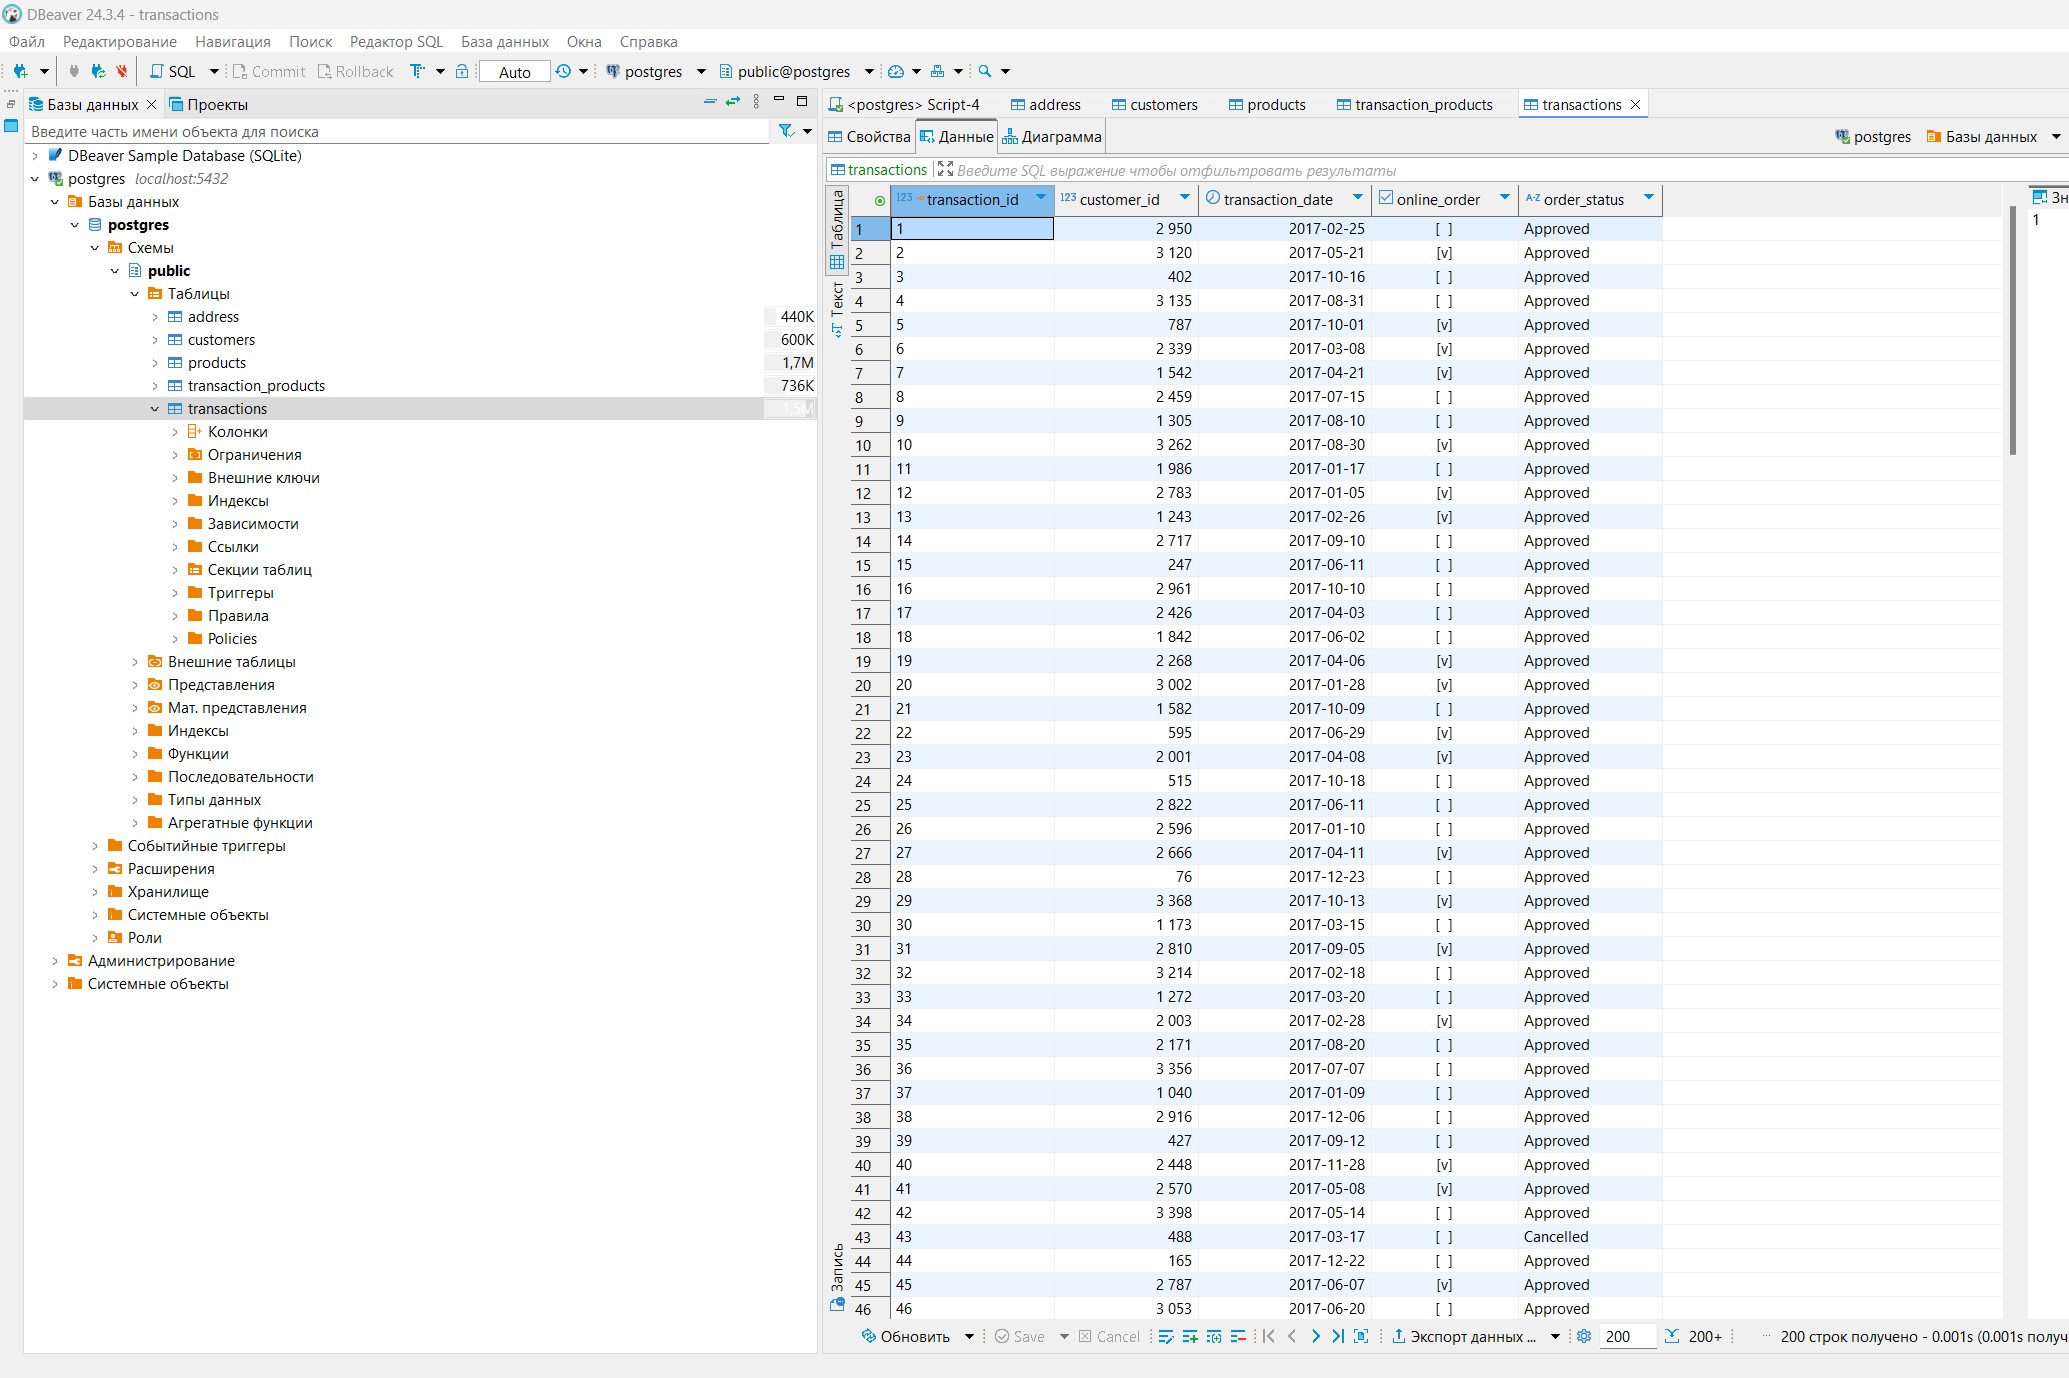 DBeaver 24.3.4 - transactions
Файл Редактирование Навигация Поиск Редактор SQL База данных Окна Справка
SQL Commit Rollback Auto postgres public@postgres
Базы данных Проекты
Введите часть имени объекта для поиска
DBeaver Sample Database (SQLite)
postgres localhost:5432
Базы данных
postgres
Схемы
public
Таблицы
address 440K
customers 600K
products 1,7M
transaction_products 736K
transactions 1,5M
Колонки
Ограничения
Внешние ключи
Индексы
Зависимости
Ссылки
Секции таблиц
Триггеры
Правила
Policies
Внешние таблицы
Представления
Мат. представления
Индексы
Функции
Последовательности
Типы данных
Агрегатные функции
Событийные триггеры
Расширения
Хранилище
Системные объекты
Роли
Администрирование
Системные объекты
<postgres> Script-4 address customers products transaction_products transactions
Свойства Данные Диаграмма postgres Базы данных
transactions Введите SQL выражение чтобы отфильтровать результаты
Таблица
Текст
Запись
123 transaction_id 123 customer_id transaction_date online_order A-Z order_status Зн
1 1 2 950 2017-02-25 [ ] Approved 1
2 2 3 120 2017-05-21 [v] Approved
3 3 402 2017-10-16 [ ] Approved
4 4 3 135 2017-08-31 [ ] Approved
5 5 787 2017-10-01 [v] Approved
6 6 2 339 2017-03-08 [v] Approved
7 7 1 542 2017-04-21 [v] Approved
8 8 2 459 2017-07-15 [ ] Approved
9 9 1 305 2017-08-10 [ ] Approved
10 10 3 262 2017-08-30 [v] Approved
11 11 1 986 2017-01-17 [ ] Approved
12 12 2 783 2017-01-05 [v] Approved
13 13 1 243 2017-02-26 [v] Approved
14 14 2 717 2017-09-10 [ ] Approved
15 15 247 2017-06-11 [ ] Approved
16 16 2 961 2017-10-10 [ ] Approved
17 17 2 426 2017-04-03 [ ] Approved
18 18 1 842 2017-06-02 [ ] Approved
19 19 2 268 2017-04-06 [v] Approved
20 20 3 002 2017-01-28 [v] Approved
21 21 1 582 2017-10-09 [ ] Approved
22 22 595 2017-06-29 [v] Approved
23 23 2 001 2017-04-08 [v] Approved
24 24 515 2017-10-18 [ ] Approved
25 25 2 822 2017-06-11 [ ] Approved
26 26 2 596 2017-01-10 [ ] Approved
27 27 2 666 2017-04-11 [v] Approved
28 28 76 2017-12-23 [ ] Approved
29 29 3 368 2017-10-13 [v] Approved
30 30 1 173 2017-03-15 [ ] Approved
31 31 2 810 2017-09-05 [v] Approved
32 32 3 214 2017-02-18 [ ] Approved
33 33 1 272 2017-03-20 [ ] Approved
34 34 2 003 2017-02-28 [v] Approved
35 35 2 171 2017-08-20 [ ] Approved
36 36 3 356 2017-07-07 [ ] Approved
37 37 1 040 2017-01-09 [ ] Approved
38 38 2 916 2017-12-06 [ ] Approved
39 39 427 2017-09-12 [ ] Approved
40 40 2 448 2017-11-28 [v] Approved
41 41 2 570 2017-05-08 [v] Approved
42 42 3 398 2017-05-14 [ ] Approved
43 43 488 2017-03-17 [ ] Cancelled
44 44 165 2017-12-22 [ ] Approved
45 45 2 787 2017-06-07 [v] Approved
46 46 3 053 2017-06-20 [ ] Approved
Обновить Save Cancel Экспорт данных ... 200 200+ ... 200 строк получено - 0.001s (0.001s получ